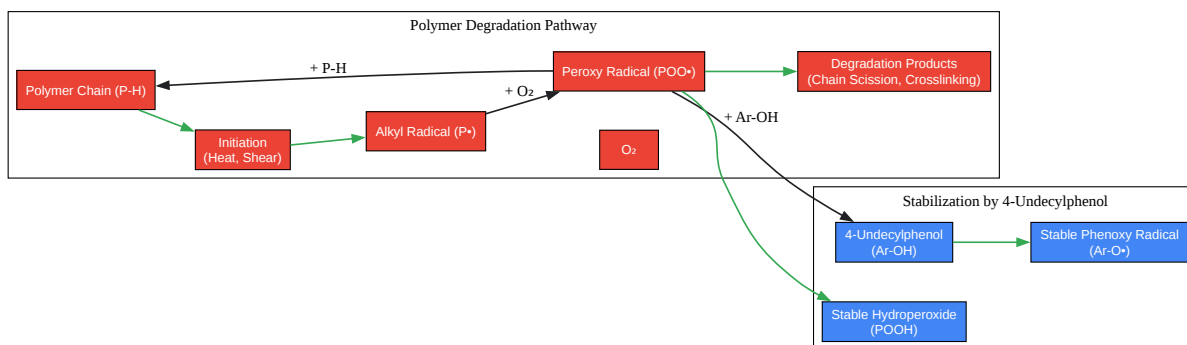 Polymer Degradation Pathway
+ P-H
Peroxy Radical (POO•)
Degradation Products
(Chain Scission, Crosslinking)
Polymer Chain (P-H)
+ O₂
+ Ar-OH
Alkyl Radical (P•)
Initiation
(Heat, Shear)
O₂
Stabilization by 4-Undecylphenol
4-Undecylphenol
(Ar-OH)
Stable Phenoxy Radical
(Ar-O•)
Stable Hydroperoxide
(POOH)